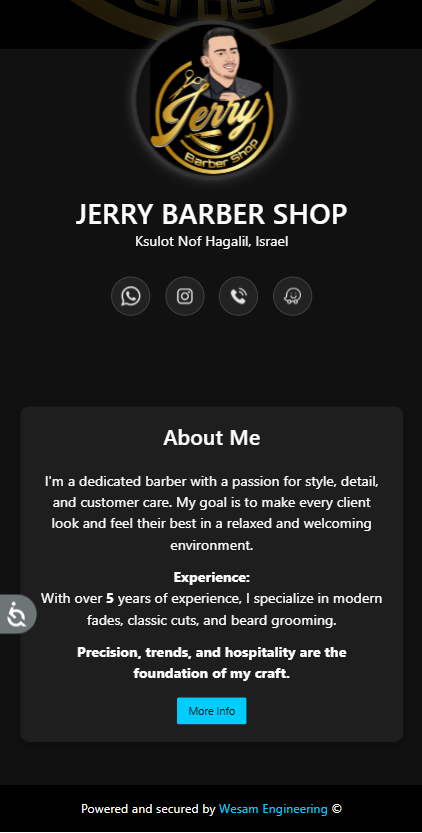 Barber
Jerry
Barber Shop
JERRY BARBER SHOP
Ksulot Nof Hagalil, Israel
About Me
I'm a dedicated barber with a passion for style, detail,
and customer care. My goal is to make every client
look and feel their best in a relaxed and welcoming
environment.
Experience:
With over 5 years of experience, I specialize in modern
fades, classic cuts, and beard grooming.
Precision, trends, and hospitality are the
foundation of my craft.
More Info
Powered and secured by Wesam Engineering ©